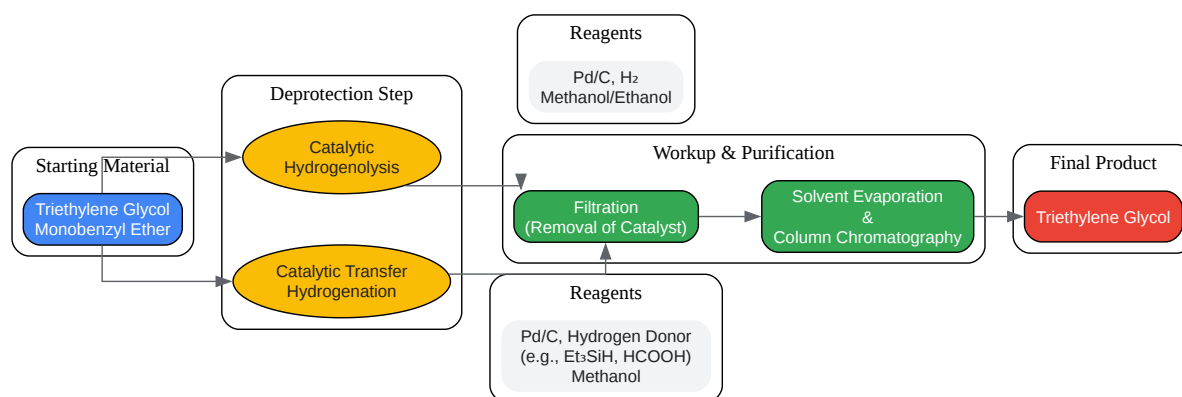 Starting Material
Triethylene Glycol
Monobenzyl Ether
Deprotection Step
Catalytic
Hydrogenolysis
Catalytic Transfer
Hydrogenation
Reagents
Pd/C, H₂
Methanol/Ethanol
Reagents
Pd/C, Hydrogen Donor
(e.g., Et₃SiH, HCOOH)
Methanol
Workup & Purification
Filtration
(Removal of Catalyst)
Solvent Evaporation
&
Column Chromatography
Final Product
Triethylene Glycol